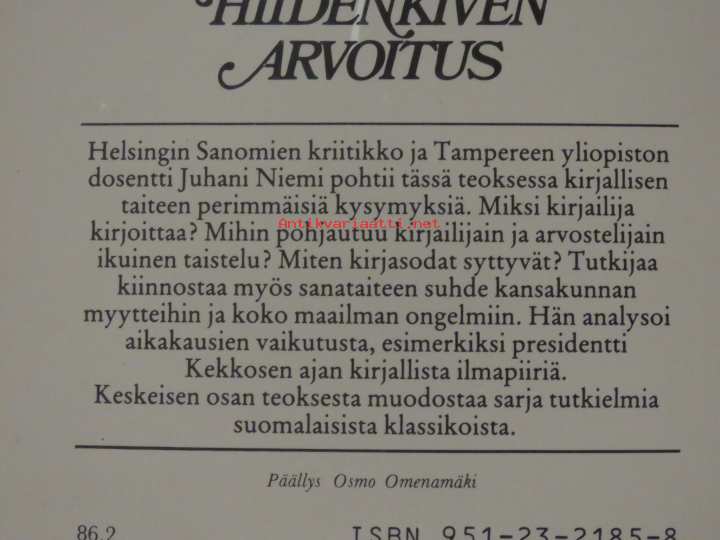 HIIDENKIVEN
ARVOITUS
Helsingin Sanomien kriitikko ja Tampereen yliopiston
dosentti Juhani Niemi pohtii tässä teoksessa kirjallisen
taiteen perimmäisiä kysymyksiä. Miksi kirjailija
Antikvariaatti.net
kirjoittaa? Mihin pohjautuu kirjailijain ja arvostelijain
ikuinen taistelu? Miten kirjasodat syttyvät? Tutkijaa
kiinnostaa myös sanataiteen suhde kansakunnan
myytteihin ja koko maailman ongelmiin. Hän analysoi
aikakausien vaikutusta, esimerkiksi presidentti
Kekkosen ajan kirjallista ilmapiiriä.
Keskeisen osan teoksesta muodostaa sarja tutkielmia
suomalaisista klassikoista.
Päällys Osmo Omenamäki
86.2 ISBN 951-23-2185-8